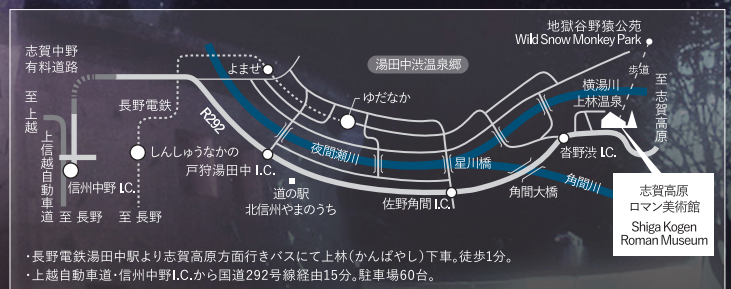 地獄谷野猿公苑
Wild Snow Monkey Park
志賀中野
有料道路
よませ
湯田中渋温泉郷
歩道
横湯川
上林温泉
至 志賀高原
至 上越
長野電鉄
R292
ゆだなか
上信越自動車道
しんしゅうなかの
夜間瀬川
星川橋
沓野渋 I.C.
戸狩湯田中 I.C.
信州中野 I.C.
道の駅
北信州やまのうち
佐野角間 I.C.
角間大橋
角間川
至 長野
至 長野
志賀高原
ロマン美術館
Shiga Kogen
Roman Museum
・長野電鉄湯田中駅より志賀高原方面行きバスにて上林(かんばやし)下車。徒歩1分。
・上越自動車道・信州中野I.C.から国道292号線経由15分。駐車場60台。